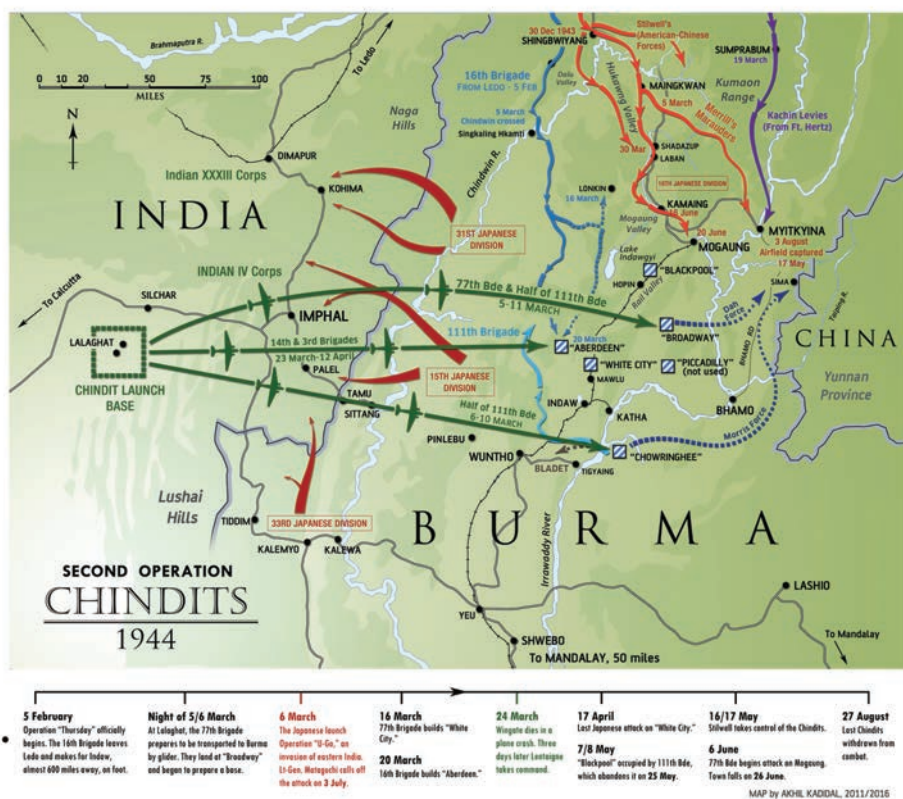 Brahmaputra R.
To Ledo
0 10 20 30 40 50 100
MILES
N
Naga
Hills
DIMAPUR
Indian XXXIII Corps
KOHIMA
INDIA
31ST JAPANESE
DIVISION
INDIAN IV Corps
To Calcutta
SILCHAR
LALAGHAT
CHINDIT LAUNCH
BASE
IMPHAL
14th & 3rd Brigades
23 March-12 April
PALEL
TAMU
SITTANG
15TH JAPANESE
DIVISION
Lushai
Hills
TIDDIM
33RD JAPANESE DIVISION
KALEMYO
KALEWA
30 Dec 1943
SHINGBWIYANG
Stilwell's
(American-Chinese
Forces)
SUMPRABUM
19 March
16th Brigade
FROM LEDO - 5 FEB
Dalu
Valley
Hukawng Valley
MAINGKWAN
5 March
Kumaon
Range
Merrill's
Marauders
Kachin Levies
(From Ft. Hertz)
5 March
Chindwin crossed
Singkaling Hkamti
Chindwin R.
30 Mar
SHADAZUP
LABAN
18TH JAPANESE DIVISION
LONKIN
16 March
KAMAING
16 June
Mogaung
Valley
20 June
MOGAUNG
MYITKYINA
3 August
Airfield captured
17 May
Lake
Indawgyi
"BLACKPOOL"
HOPIN
Rail Valley
SIMA
Taiping R.
77th Bde & Half of 111th Bde
5-11 MARCH
Dah
Force
"BROADWAY"
BHAMO RD
CHINA
Yunnan
Province
111th Brigade
20 March
"ABERDEEN"
"WHITE CITY"
"PICCADILLY"
(not used)
MAWLU
INDAW
KATHA
BHAMO
Half of 111th Bde
6-10 MARCH
PINLEBU
WUNTHO
BLADET
TIGYAING
"CHOWRINGHEE"
Morris Force
BURMA
Irrawaddy River
LASHIO
YEU
SHWEBO
To MANDALAY, 50 miles
To Mandalay
SECOND OPERATION
CHINDITS
1944
5 February
Operation "Thursday" officially
begins. The 16th Brigade leaves
Ledo and makes for Indaw,
almost 600 miles away, on foot.
Night of 5/6 March
At Lalaghat, the 77th Brigade
prepares to be transported to Burma
by glider. They land at "Broadway"
and began to prepare a base.
6 March
The Japanese launch
Operation "U-Go," an
invasion of eastern India.
Lt-Gen. Mutaguchi calls off
the attack on 3 July.
16 March
77th Brigade builds "White
City."
20 March
16th Brigade builds "Aberdeen."
24 March
Wingate dies in a
plane crash. Three
days later Lentaigne
takes command.
17 April
Last Japanese attack on "White City."
7/8 May
"Blackpool" occupied by 111th Bde,
which abandons it on 25 May.
16/17 May
Stilwell takes control of the Chindits.
6 June
77th Bde begins attack on Mogaung.
Town falls on 26 June.
27 August
Last Chindits
withdrawn from
combat.
MAP by AKHIL KADIDAL, 2011/2016